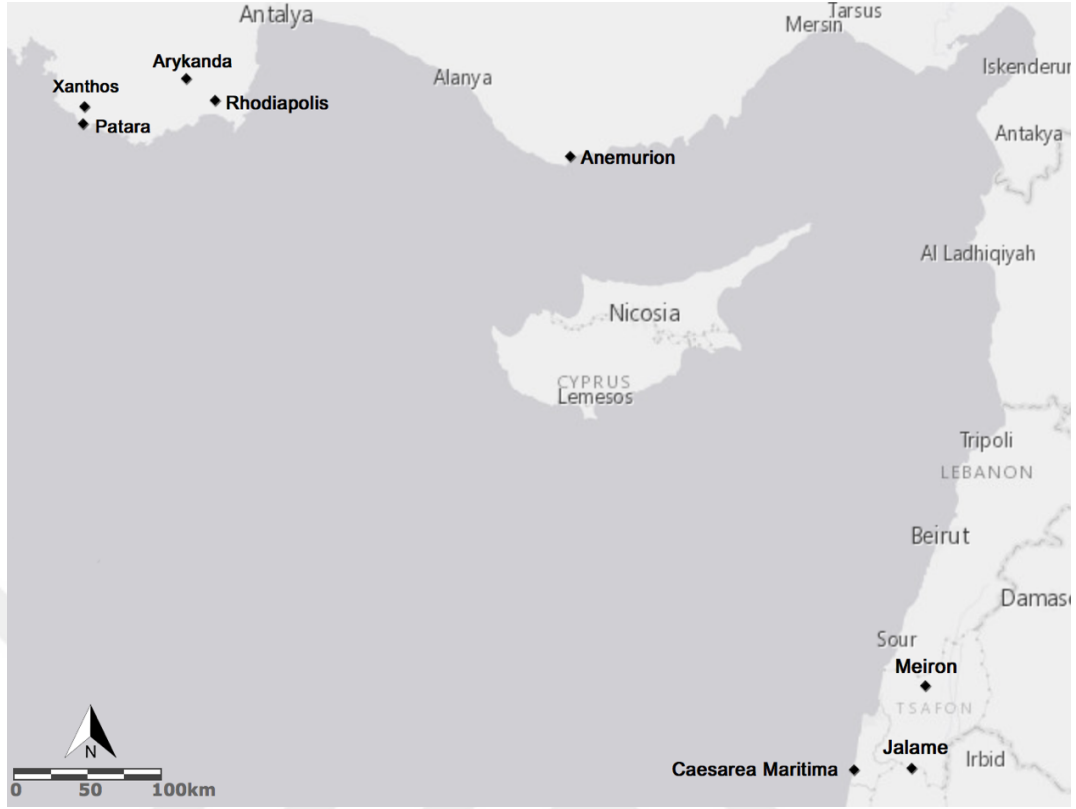 Antalya
Tarsus
Mersin
Arykanda
Iskenderun
Alanya
Xanthos
Rhodiapolis
Patara
Antakya
Anemurion
Al Ladhiqiyah
Nicosia
CYPRUS
Lemesos
Tripoli
LEBANON
Beirut
Damasc
Sour
Meiron
TSAFON
N
Jalame
Irbid
Caesarea Maritima
0 50 100km